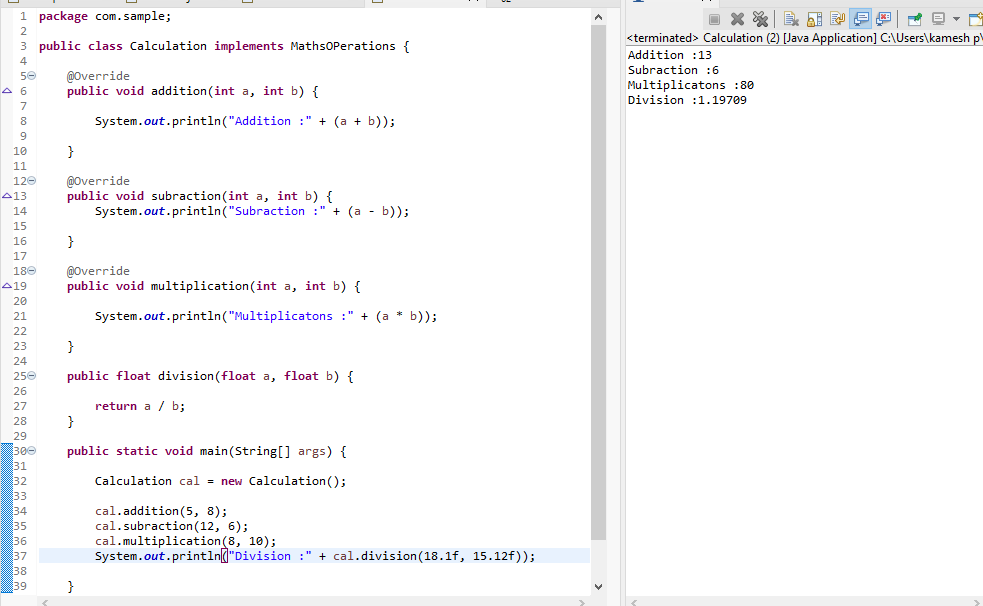 1 package com.sample;
2
3 public class Calculation implements MathsOPerations {
4
5 @Override
6 public void addition(int a, int b) {
7
8 System.out.println("Addition :" + (a + b));
9
10 }
11
12 @Override
13 public void subraction(int a, int b) {
14 System.out.println("Subraction :" + (a - b));
15
16 }
17
18 @Override
19 public void multiplication(int a, int b) {
20
21 System.out.println("Multiplicatons :" + (a * b));
22
23 }
24
25 public float division(float a, float b) {
26
27 return a / b;
28 }
29
30 public static void main(String[] args) {
31
32 Calculation cal = new Calculation();
33
34 cal.addition(5, 8);
35 cal.subraction(12, 6);
36 cal.multiplication(8, 10);
37 System.out.println("Division :" + cal.division(18.1f, 15.12f));
38
39 }
<terminated> Calculation (2) [Java Application] C:\Users\kamesh p\
Addition :13
Subraction :6
Multiplicatons :80
Division :1.19709